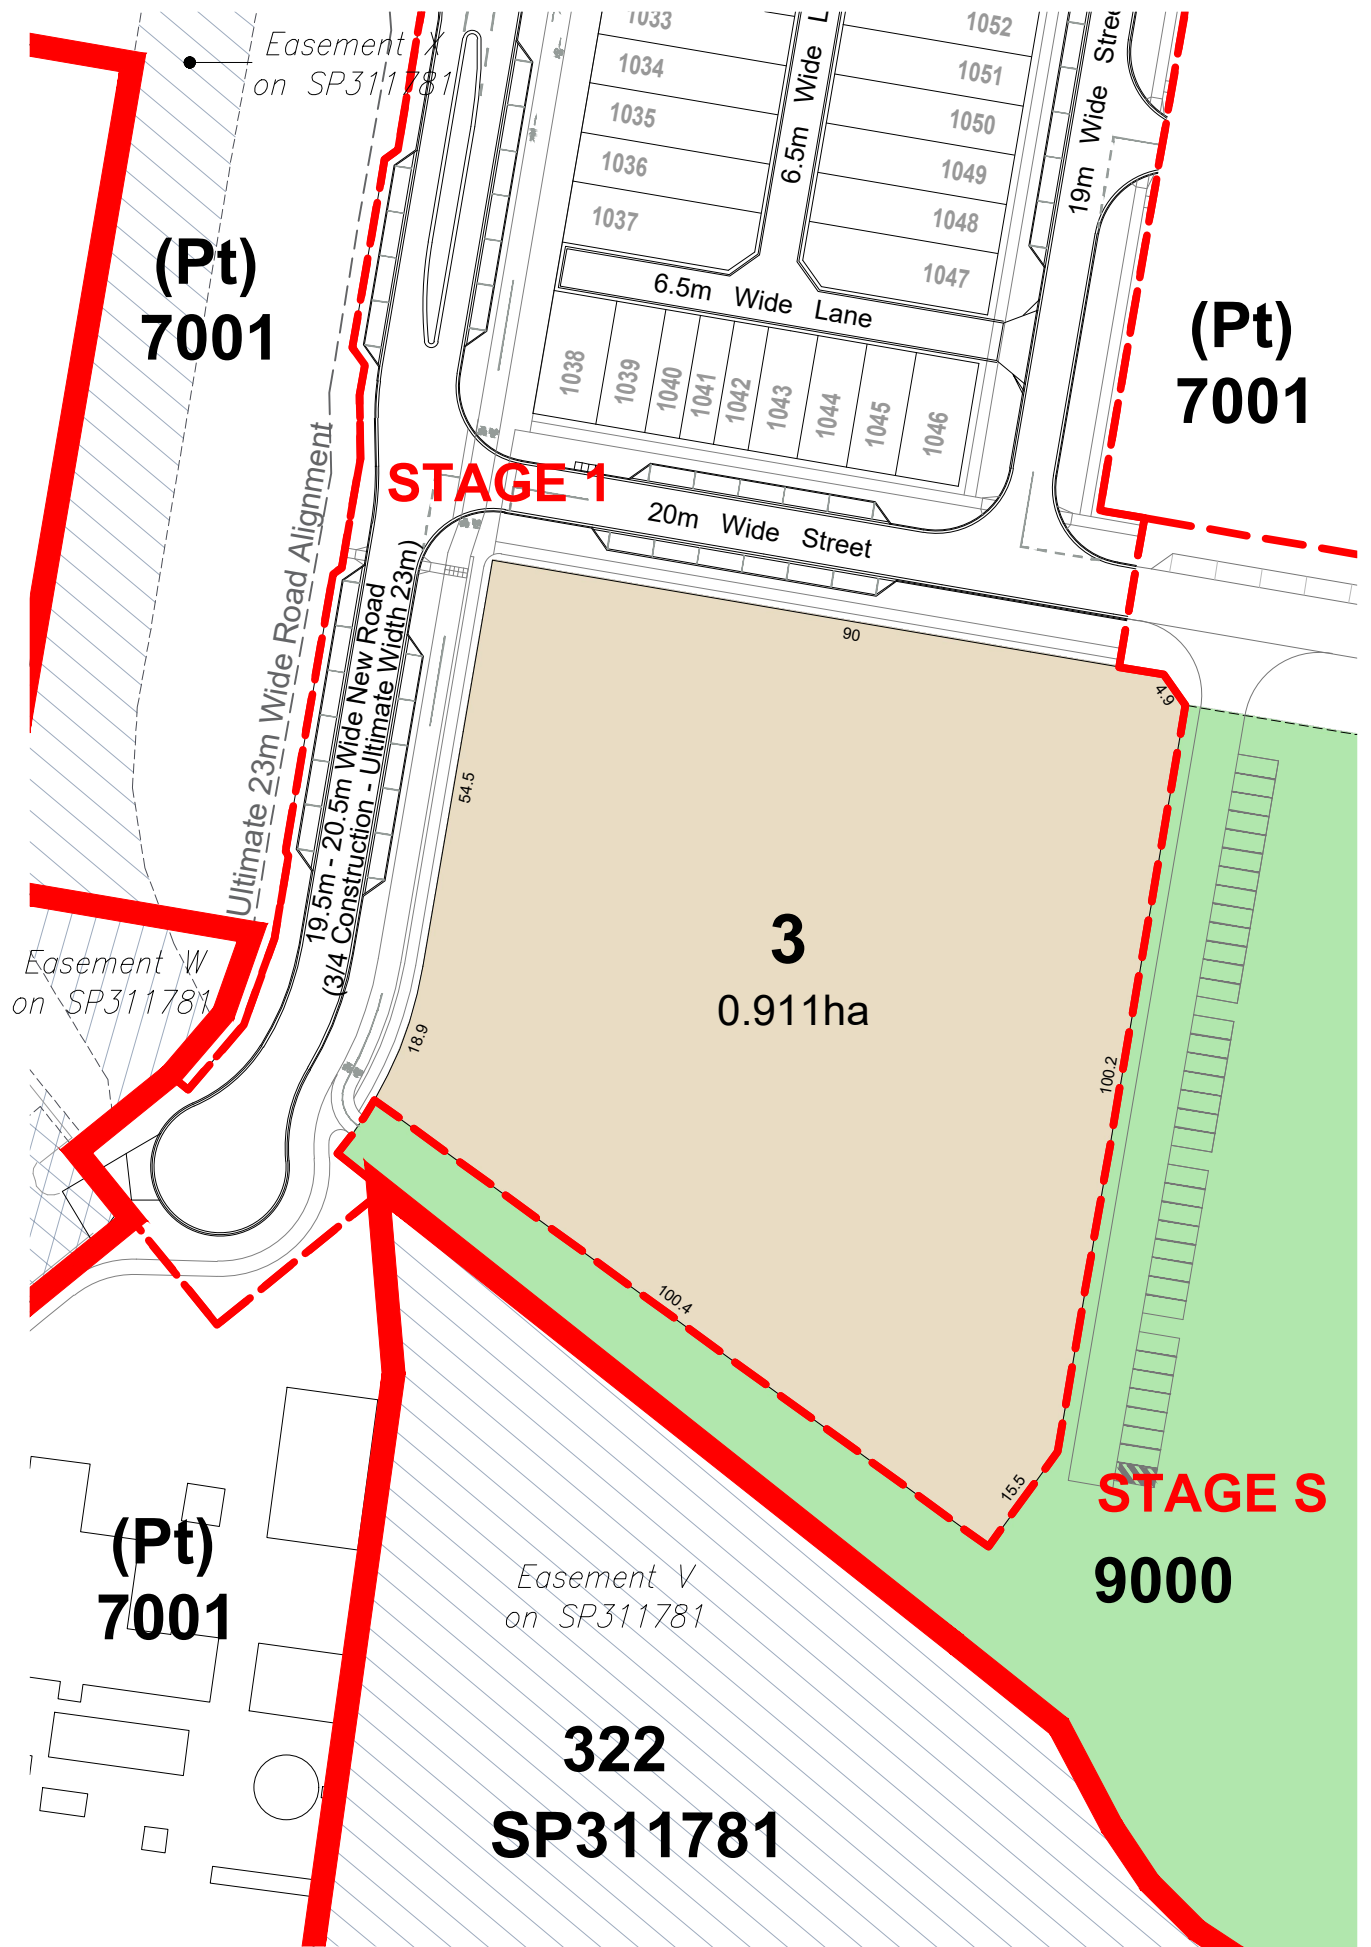 Easement X
on SP311781
1033
1034
1035
1036
1037
6.5m Wide L
1052
1051
1050
1049
1048
1047
19m Wide Stree
(Pt)
7001
6.5m Wide Lane
1038
1039
1040
1041
1042
1043
1044
1045
1046
(Pt)
7001
STAGE 1
20m Wide Street
Ultimate 23m Wide Road Alignment
19.5m - 20.5m Wide New Road
(3/4 Construction - Ultimate Width 23m)
90
4.9
54.5
3
0.911ha
Easement W
on SP311781
18.9
100.2
100.4
15.5
STAGE S
9000
(Pt)
7001
Easement V
on SP311781
322
SP311781